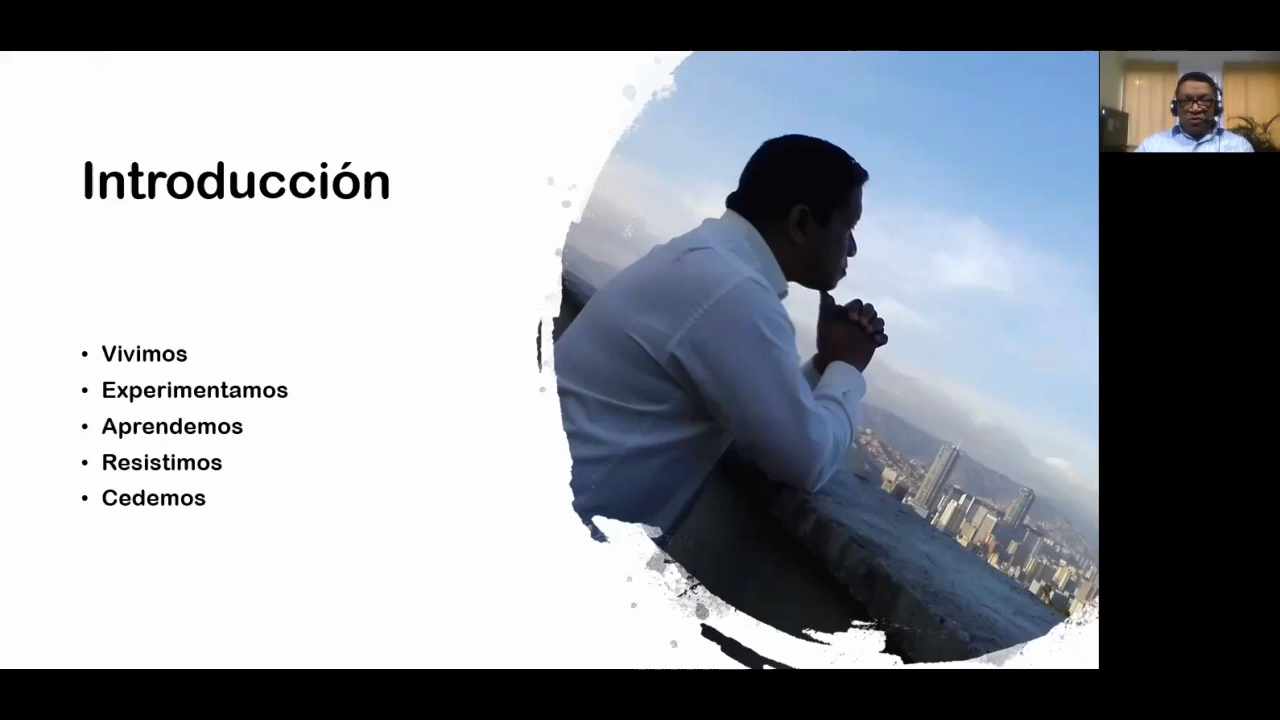 Introducción
• Vivimos
• Experimentamos
• Aprendemos
• Resistimos
• Cedemos